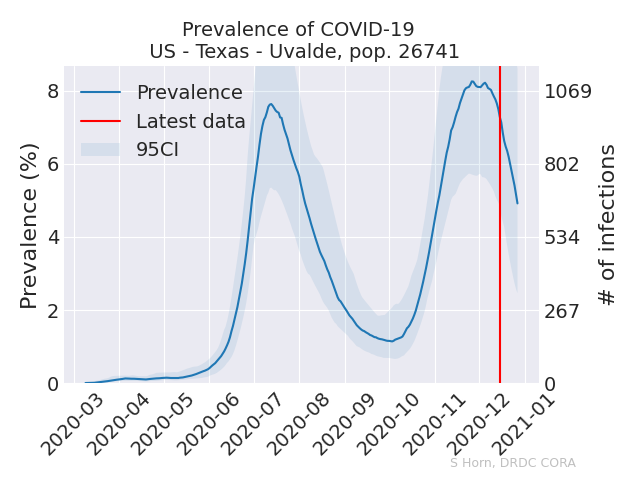 Prevalence of COVID-19
US - Texas - Uvalde, pop. 26741
Prevalence
Latest data
95CI
Prevalence (%)
8
6
4
2
0
1069
802
534
267
0
# of infections
2020-03
2020-04
2020-05
2020-06
2020-07
2020-08
2020-09
2020-10
2020-11
2020-12
2021-01
S Horn, DRDC CORA